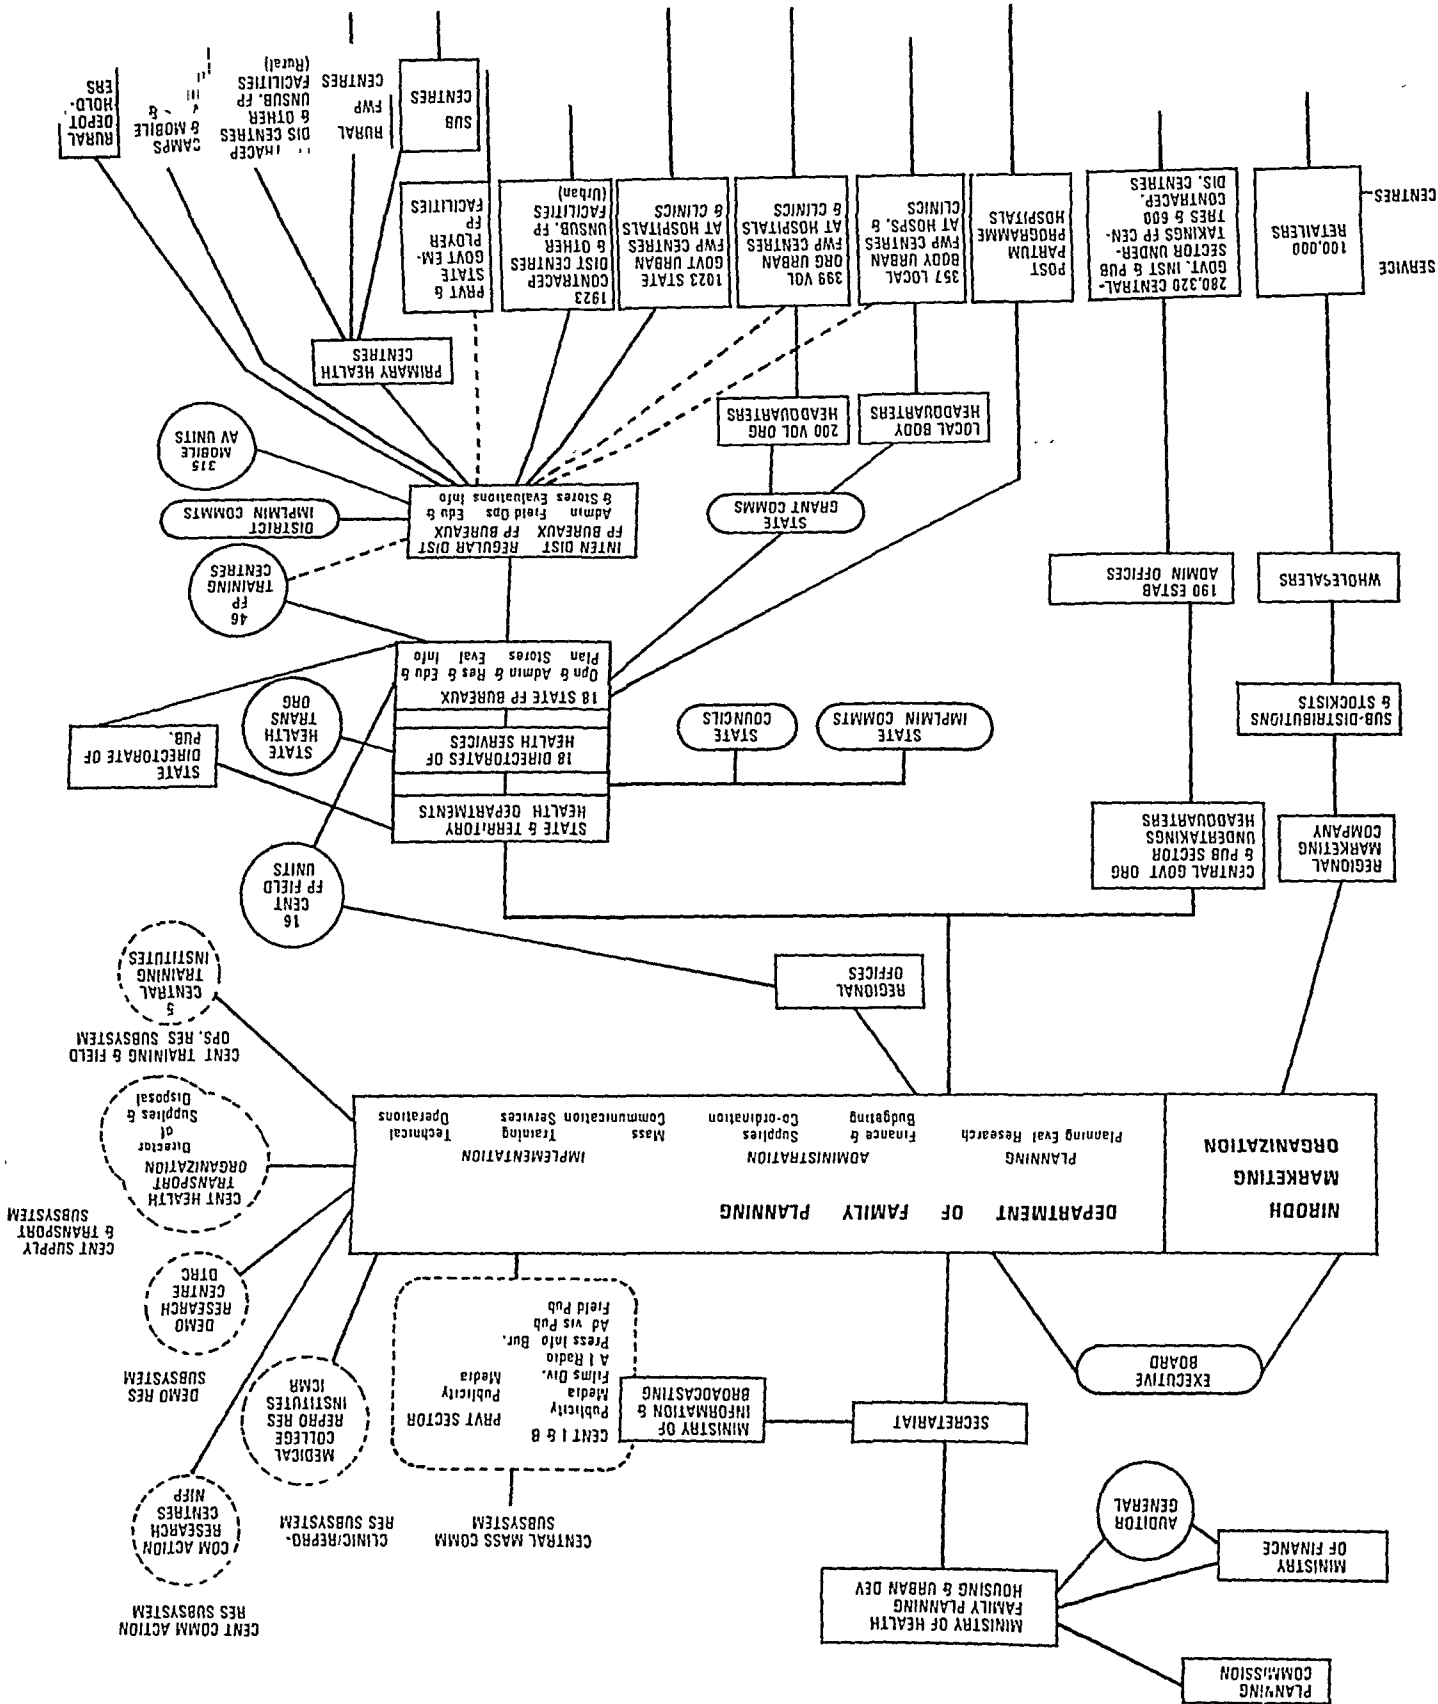 PLANNING
COMMISSION
MINISTRY
OF FINANCE
AUDITOR
GENERAL
MINISTRY OF HEALTH
FAMILY PLANNING
HOUSING & URBAN DEV
CENT COMM ACTION
RES SUBSYSTEM
COM ACTION
RESEARCH
CENTRES
NIFP
CENTRAL MASS COMM
SUBSYSTEM
CLINIC/REPRO-
RES SUBSYSTEM
EXECUTIVE
BOARD
SECRETARIAT
MINISTRY OF
INFORMATION &
BROADCASTING
CENT I & B
Publicity
Media
Films Div.
A I Radio
Press Info Bur.
Ad vis Pub
Field Pub
PRVT SECTOR
Publicity
Media
MEDICAL
COLLEGE
REPRO RES
INSTITUTES
ICMR
DEMO RES
SUBSYSTEM
DEMO
RESEARCH
CENTRE
DTRC
CENT SUPPLY
& TRANSPORT
SUBSYSTEM
NIRODH
MARKETING
ORGANIZATION
DEPARTMENT OF FAMILY PLANNING
PLANNING
Planning Eval Research
ADMINISTRATION
Finance &
Budgeting
Supplies
Co-ordination
IMPLEMENTATION
Mass
Communication
Training
Services
Technical
Operations
CENT HEALTH
TRANSPORT
ORGANIZATION
Director
of
Supplies &
Disposal
CENT TRAINING & FIELD
OPS. RES SUBSYSTEM
5
CENTRAL
TRAINING
INSTITUTES
REGIONAL
OFFICES
16
CENT
FP FIELD
UNITS
REGIONAL
MARKETING
COMPANY
CENTRAL GOVT ORG
& PUB SECTOR
UNDERTAKINGS
HEADQUARTERS
STATE & TERRITORY
HEALTH DEPARTMENTS
18 DIRECTORATES OF
HEALTH SERVICES
18 STATE FP BUREAUX
Opn & Admin & Res & Edu &
Plan Stores Eval Info
STATE
IMPLMIN COMMTS
STATE
COUNCILS
STATE
HEALTH
TRANS
ORG
STATE
DIRECTORATE OF
PUB.
SUB-DISTRIBUTIONS
& STOCKISTS
WHOLESALERS
190 ESTAB
ADMIN OFFICES
46
FP
TRAINING
CENTRES
INTEN DIST REGULAR DIST
FP BUREAUX FP BUREAUX
Admin Field Ops Edu &
& Stores Evaluations Info
DISTRICT
IMPLMIN COMMTS
STATE
GRANT COMMS
315
MOBILE
AV UNITS
LOCAL BODY
HEADQUARTERS
200 VOL ORG
HEADQUARTERS
PRIMARY HEALTH
CENTRES
SERVICE
CENTRES
100,000
RETAILERS
280,320 CENTRAL-
GOVT. INST & PUB
SECTOR UNDER-
TAKINGS FP CEN-
TRES & 600
CONTRACEP.
DIS. CENTRES
POST
PARTUM
PROGRAMME
HOSPITALS
357 LOCAL
BODY URBAN
FWP CENTRES
AT HOSPS. &
CLINICS
399 VOL
ORG URBAN
FWP CENTRES
AT HOSPITALS
& CLINICS
1023 STATE
GOVT URBAN
FWP CENTRES
AT HOSPITALS
& CLINICS
1923
CONTRACEP
DIST CENTRES
& OTHER
UNSUB. FP
FACILITIES
(Urban)
PRVT &
STATE
GOVT EM-
PLOYER
FP
FACILITIES
SUB
CENTRES
RURAL
FWP
CENTRES
DIS CENTRES
& OTHER
UNSUB. FP
FACILITIES
(Rural)
CAMPS
& MOBILE
&
RURAL
DEPOT
HOLD-
ERS